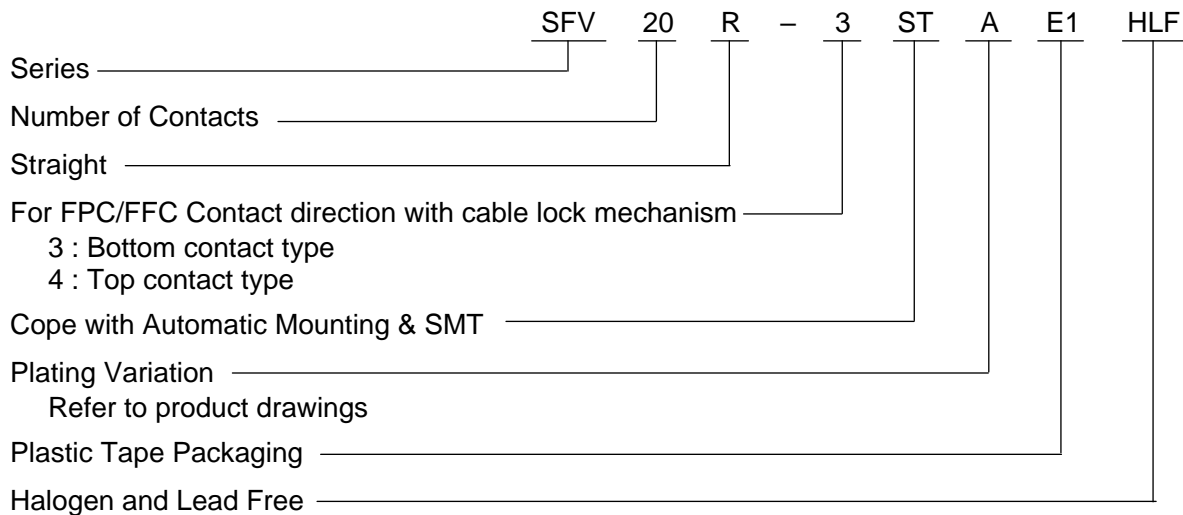 SFV 20 R – 3 ST A E1 HLF
Series
Number of Contacts
Straight
For FPC/FFC Contact direction with cable lock mechanism
3 : Bottom contact type
4 : Top contact type
Cope with Automatic Mounting & SMT
Plating Variation
Refer to product drawings
Plastic Tape Packaging
Halogen and Lead Free